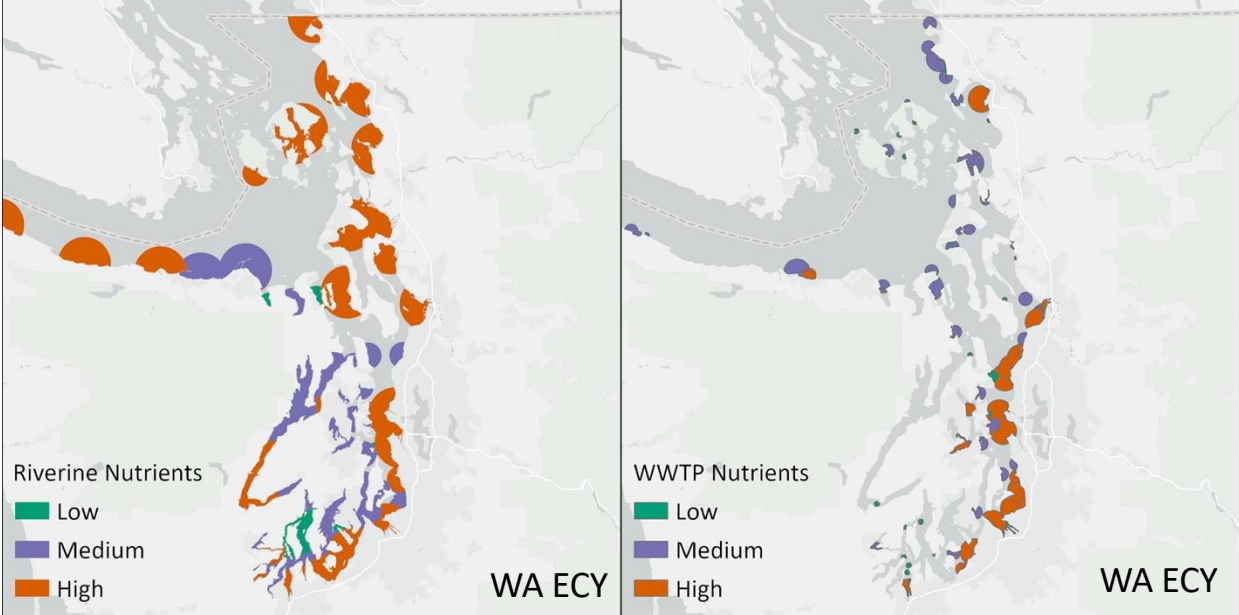 Riverine Nutrients
Low
Medium
High
WA ECY
WWTP Nutrients
Low
Medium
High
WA ECY